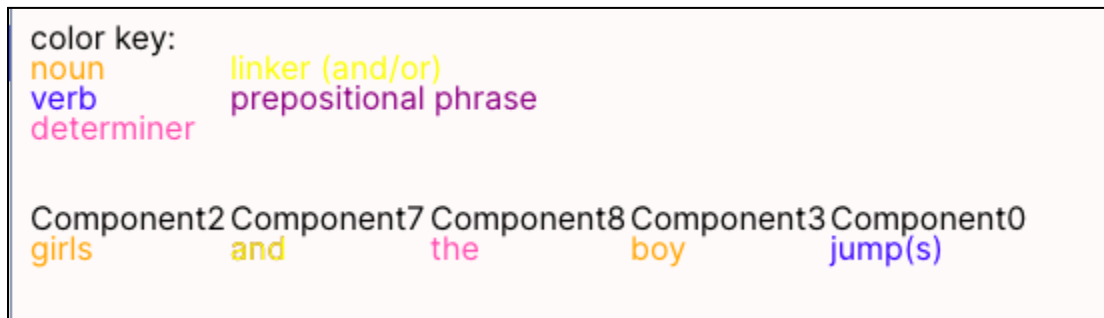 color key:
noun linker (and/or)
verb prepositional phrase
determiner
Component2 Component7 Component8 Component3 Component0
girls and the boy jump(s)